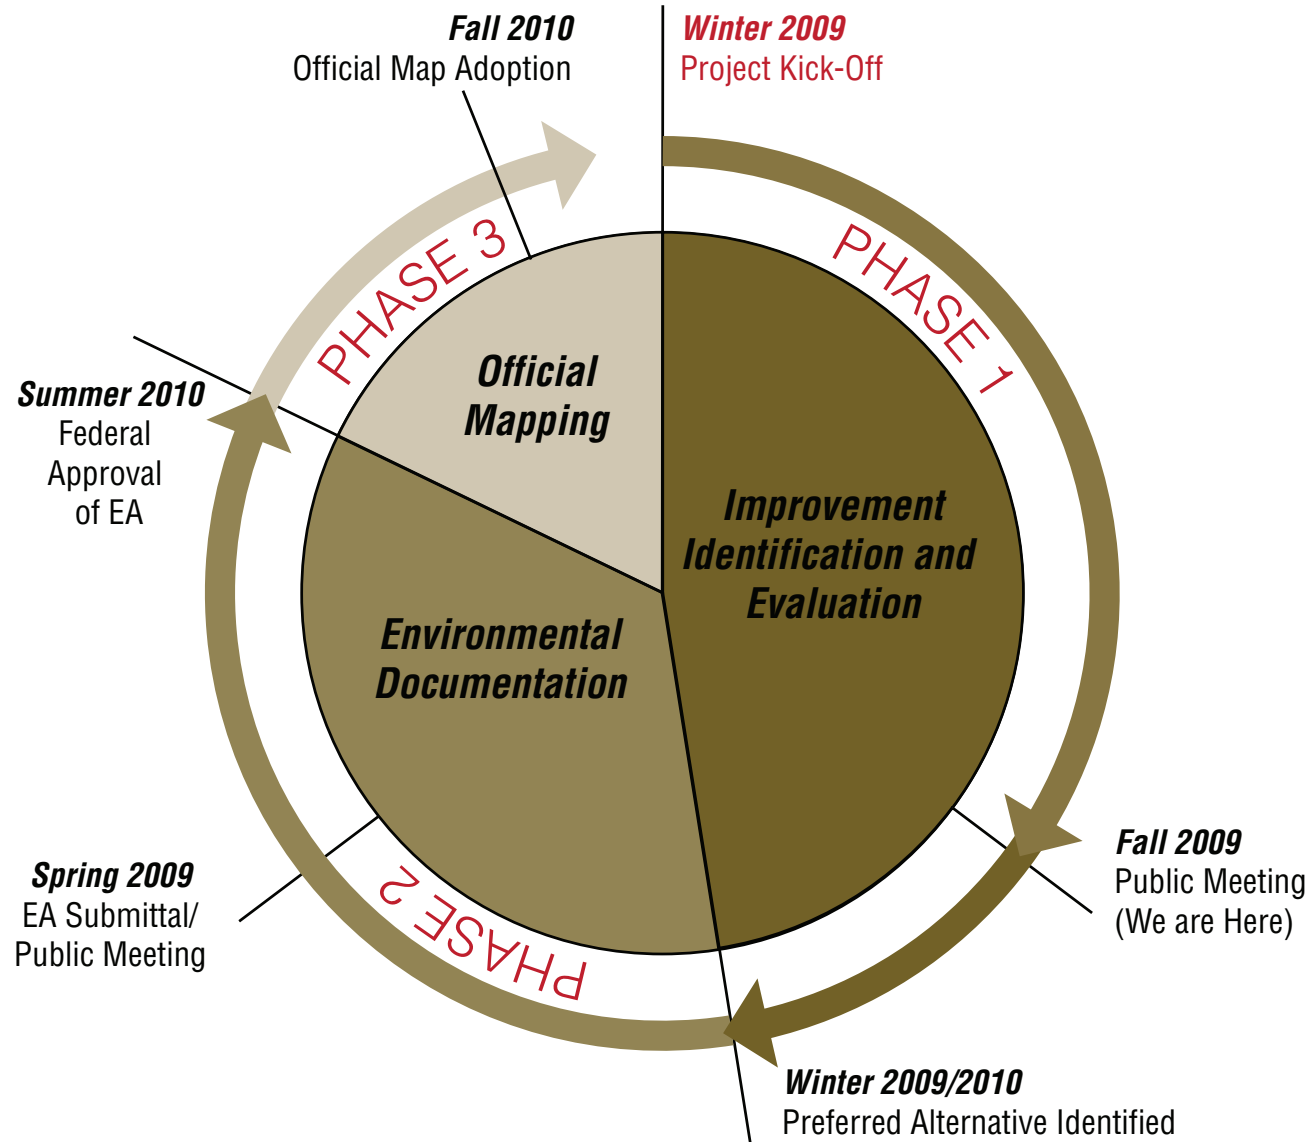 Fall 2010
Official Map Adoption
Winter 2009
Project Kick-Off
PHASE 1
PHASE 3
Official
Mapping
Summer 2010
Federal
Approval
of EA
Improvement
Identification and
Evaluation
Environmental
Documentation
Fall 2009
Public Meeting
(We are Here)
Spring 2009
EA Submittal/
Public Meeting
PHASE 2
Winter 2009/2010
Preferred Alternative Identified